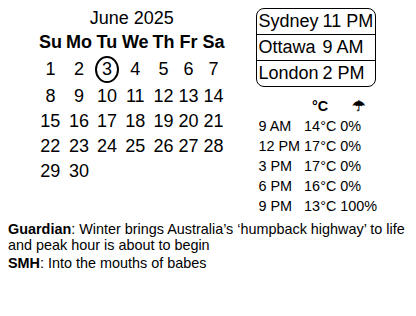 June 2025
Su Mo Tu We Th Fr Sa
1 2 3 4 5 6 7
8 9 10 11 12 13 14
15 16 17 18 19 20 21
22 23 24 25 26 27 28
29 30
Sydney 11 PM
Ottawa 9 AM
London 2 PM
°C ☂
9 AM 14°C 0%
12 PM 17°C 0%
3 PM 17°C 0%
6 PM 16°C 0%
9 PM 13°C 100%
Guardian: Winter brings Australia's ‘humpback highway’ to life
and peak hour is about to begin
SMH: Into the mouths of babes